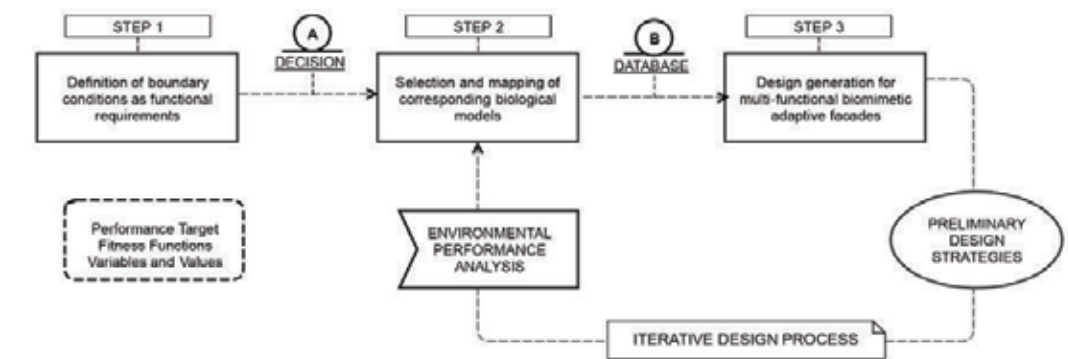 STEP 1
A
DECISION
Definition of boundary
conditions as functional
requirements
STEP 2
B
DATABASE
Selection and mapping of
corresponding biological
models
STEP 3
Design generation for
multi-functional biomimetic
adaptive facades
Performance Target
Fitness Functions
Variables and Values
ENVIRONMENTAL
PERFORMANCE
ANALYSIS
PRELIMINARY
DESIGN
STRATEGIES
ITERATIVE DESIGN PROCESS